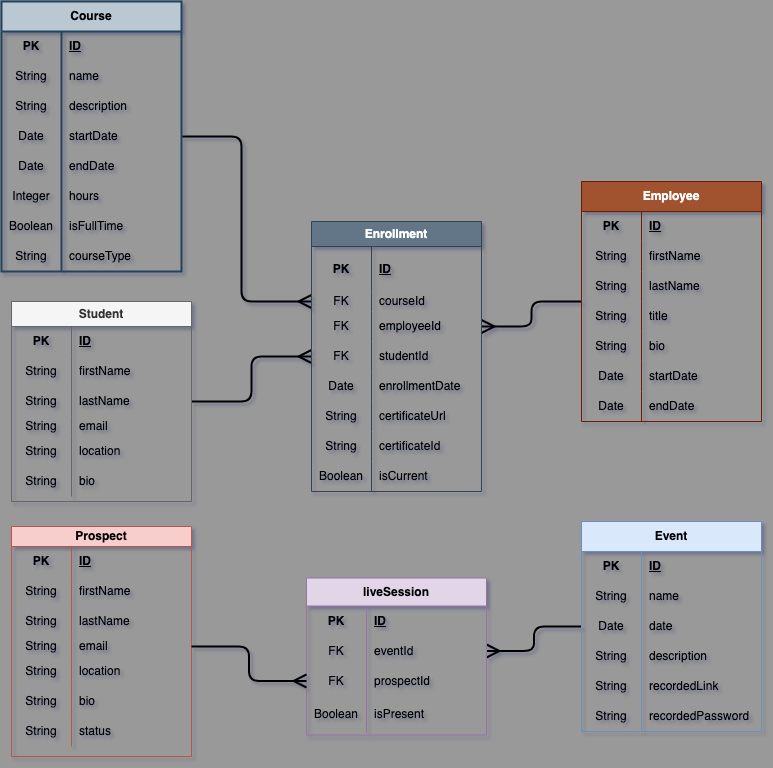 Course
PK ID
String name
String description
Date startDate
Date endDate
Integer hours
Boolean isFullTime
String courseType
Student
PK ID
String firstName
String lastName
String email
String location
String bio
Prospect
PK ID
String firstName
String lastName
String email
String location
String bio
String status
Enrollment
PK ID
FK courseId
FK employeeId
FK studentId
Date enrollmentDate
String certificateUrl
String certificateId
Boolean isCurrent
liveSession
PK ID
FK eventId
FK prospectId
Boolean isPresent
Employee
PK ID
String firstName
String lastName
String title
String bio
Date startDate
Date endDate
Event
PK ID
String name
Date date
String description
String recordedLink
String recordedPassword